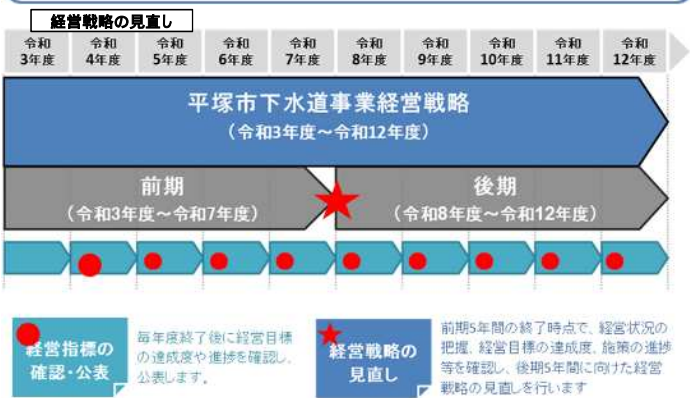 経営戦略の見直し
令和 令和 令和 令和 令和 令和 令和 令和 令和 令和
3年度 4年度 5年度 6年度 7年度 8年度 9年度 10年度 11年度 12年度
平塚市下水道事業経営戦略
（令和3年度～令和12年度）
前期
（令和3年度～令和7年度）
後期
（令和8年度～令和12年度）
経営指標の
確認・公表
毎年度終了後に経営目標
の達成度や進捗を確認し、
公表します。
経営戦略の
見直し
前期5年間の終了時点で、経営状況の
把握、経営目標の達成度、施策の進捗
等を確認し、後期5年間に向けた経営
戦略の見直しを行います